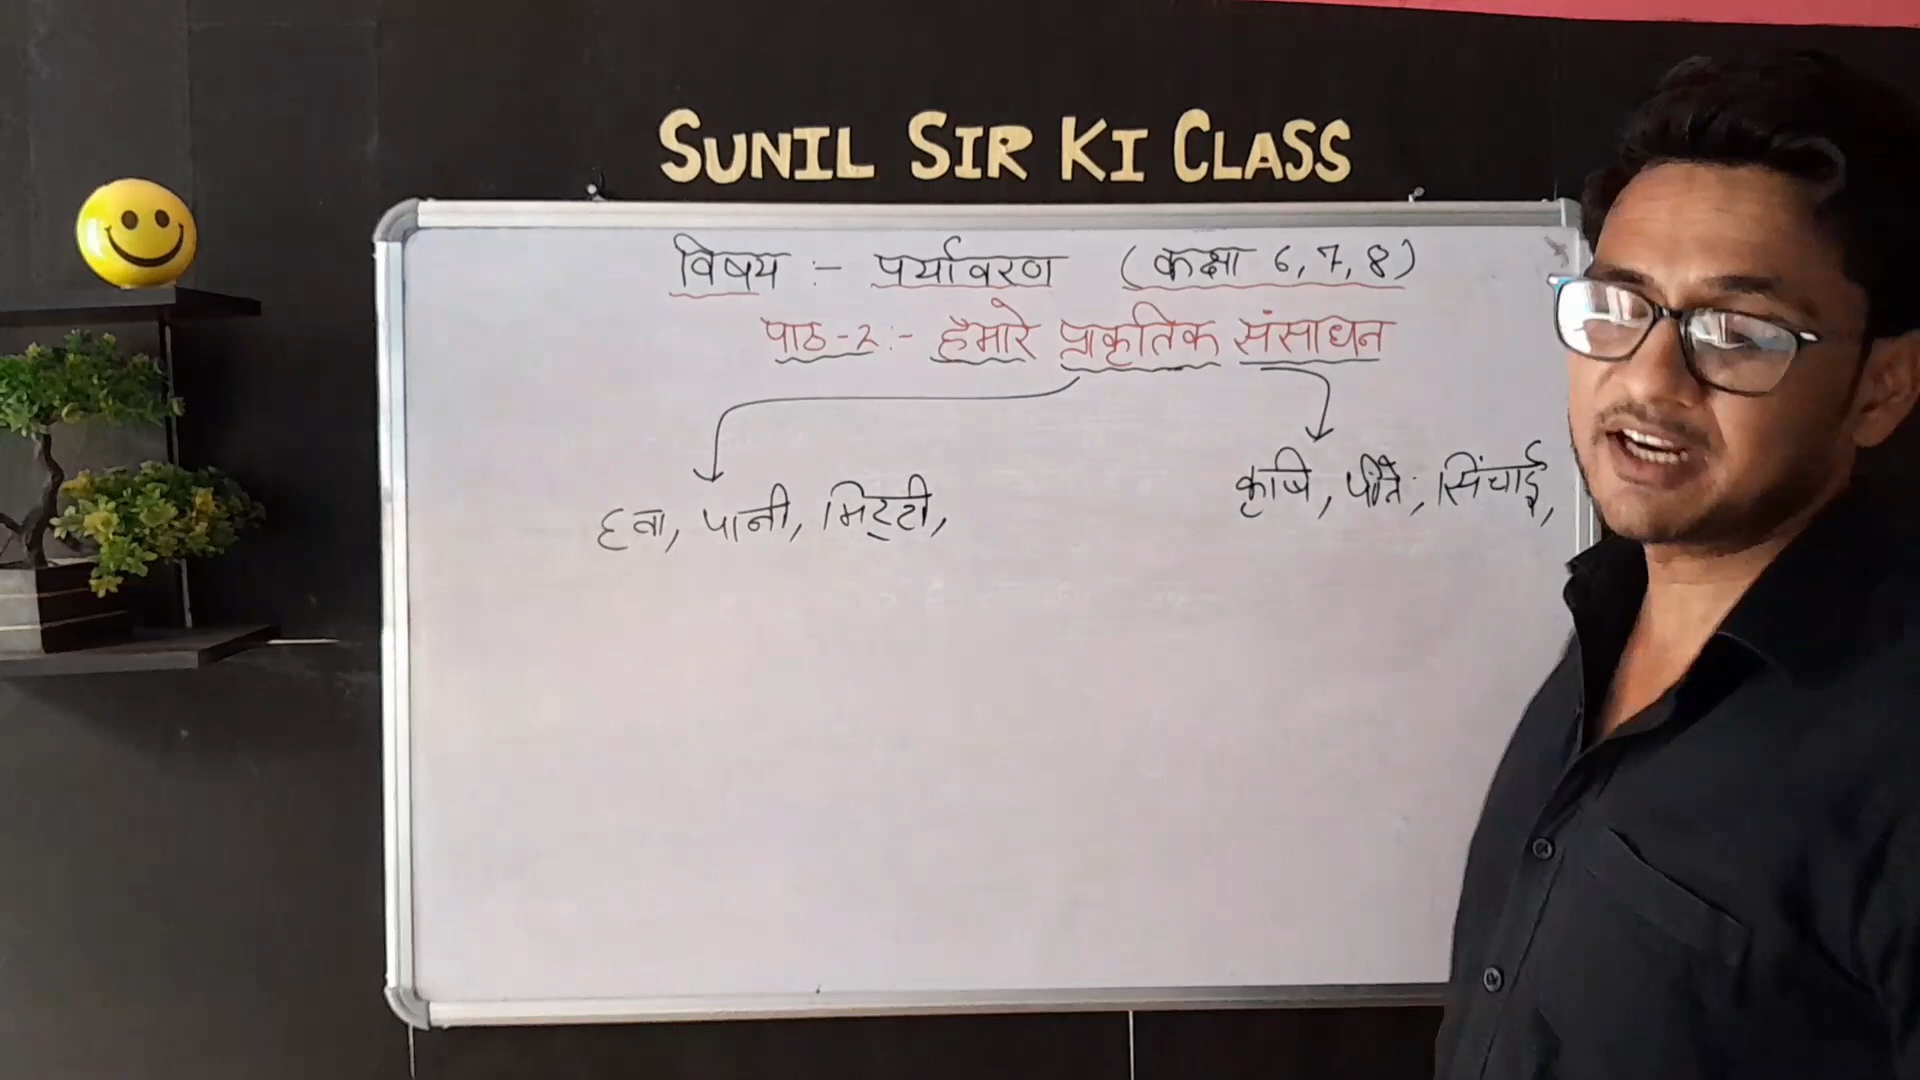 SUNIL SIR KI CLASS
विषय :- पर्यावरण (कक्षा 6, 7, 8)
पाठ-2 :- हमारे प्राकृतिक संसाधन
हवा, पानी, मिट्टी,
कृषि, पीने, सिंचाई,